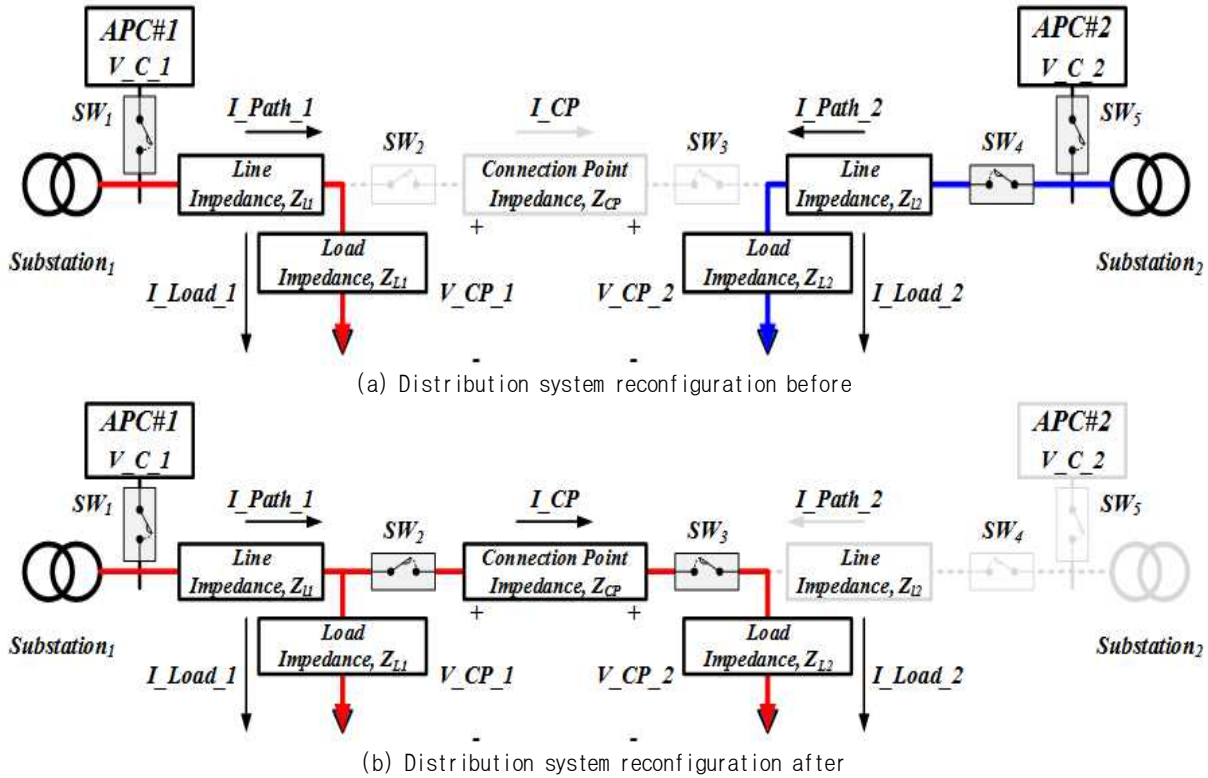 APC#1
V_C_1
APC#2
V_C_2
SW1
I_Path_1
I_CP
I_Path_2
SW5
SW2
SW3
SW4
Line
Impedance, Zl1
Connection Point
Impedance, ZCP
Line
Impedance, Zl2
+
+
Substation1
Load
Impedance, ZL1
I_Load_1
V_CP_1
V_CP_2
Load
Impedance, ZL2
I_Load_2
Substation2
-
-
(a) Distribution system reconfiguration before
APC#1
V_C_1
APC#2
V_C_2
SW1
I_Path_1
I_CP
I_Path_2
SW5
SW2
SW3
SW4
Line
Impedance, Zl1
Connection Point
Impedance, ZCP
Line
Impedance, Zl2
+
+
Substation1
Load
Impedance, ZL1
I_Load_1
V_CP_1
V_CP_2
Load
Impedance, ZL2
I_Load_2
Substation2
-
-
(b) Distribution system reconfiguration after